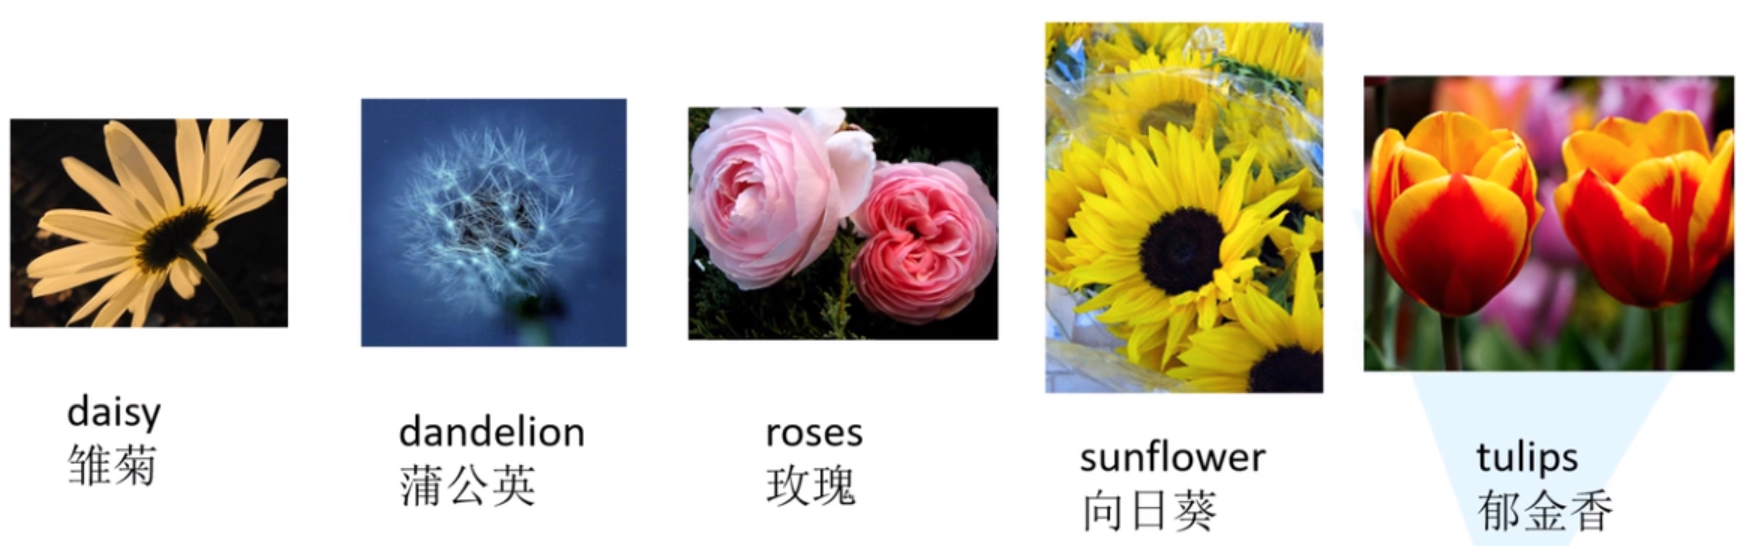 daisy
雏菊
dandelion
蒲公英
roses
玫瑰
sunflower
向日葵
tulips
郁金香